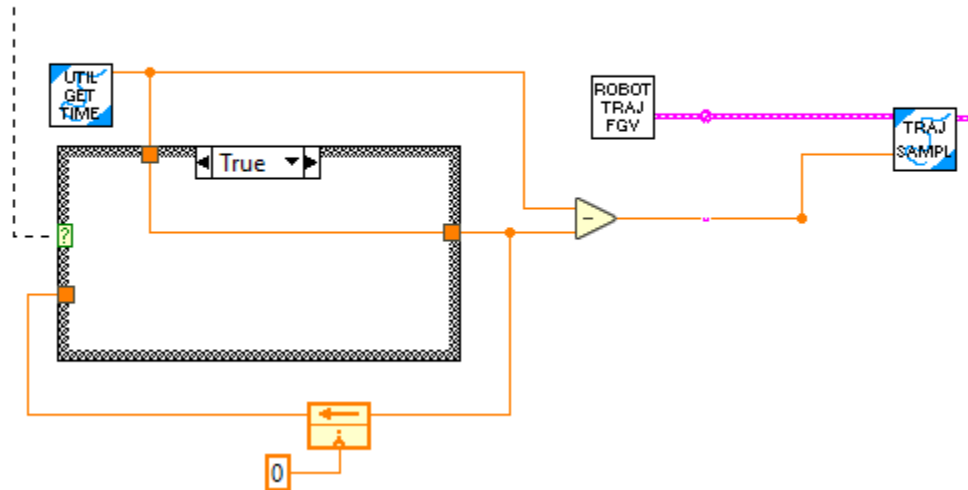 UTIL
GET
TIME
True
?
-
0
ROBOT
TRAJ
FGV
TRAJ
SAMPL